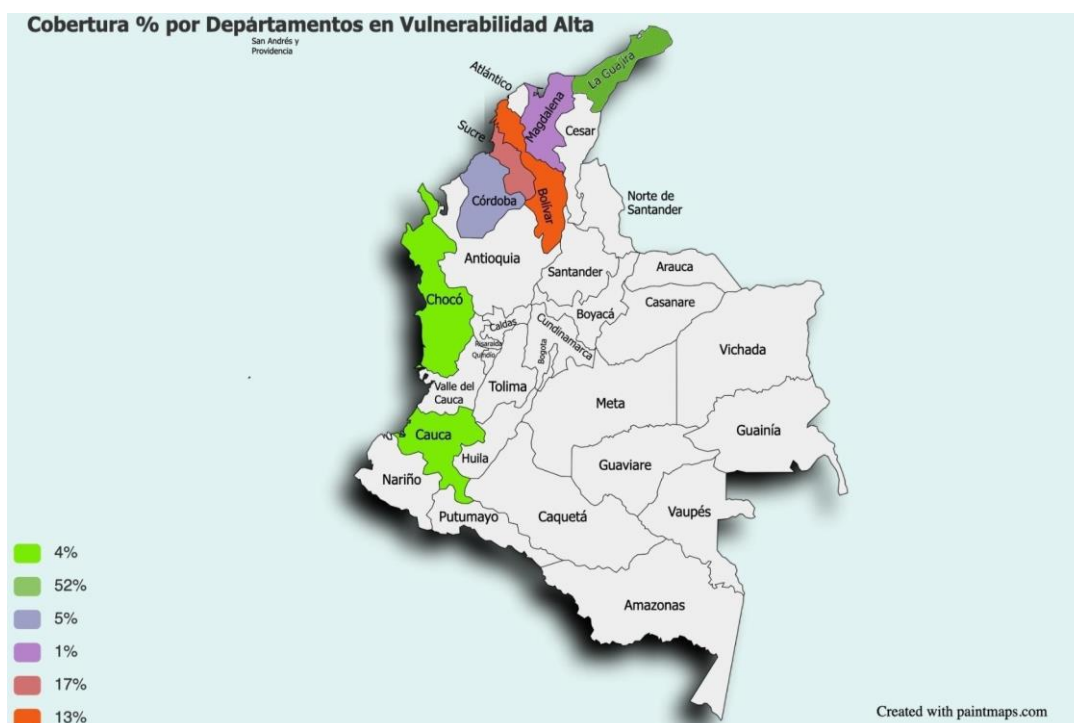 Cobertura % por Departamentos en Vulnerabilidad Alta
San Andrés y
Providencia
La Guajira
Atlántico
Magdalena
Cesar
Sucre
Norte de
Santander
Córdoba
Bolívar
Antioquia
Santander
Arauca
Chocó
Casanare
Boyacá
Caldas
Cundinamarca
Risaralda
Quindío
Bogota
Vichada
Valle del
Cauca
Tolima
Meta
Guainía
Cauca
Huila
Guaviare
Nariño
Vaupés
Putumayo
Caquetá
Amazonas
4%
52%
5%
1%
17%
13%
Created with paintmaps.com